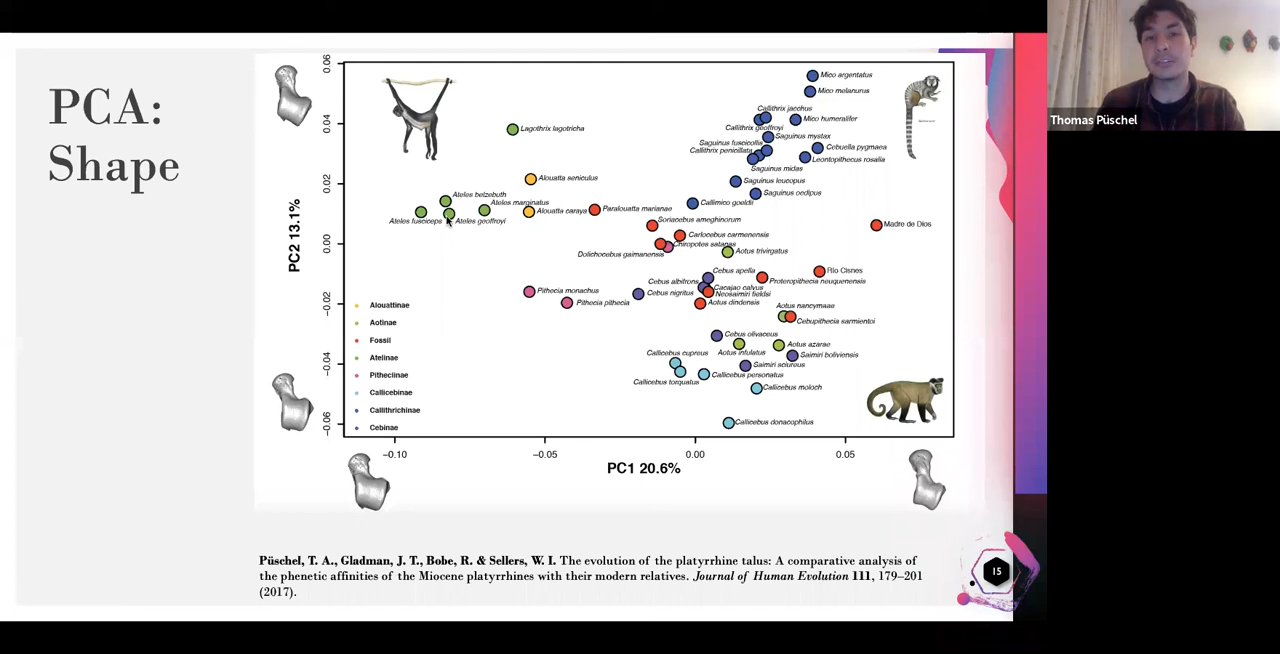 PCA:
Shape
Thomas Püschel
PC2 13.1%
0.06
0.04
0.02
0.00
−0.02
−0.04
−0.06
Mico argentatus
Mico melanurus
Callithrix jacchus
Lagothrix lagotricha
Mico humeralifer
Callithrix geoffroyi
Saguinus mystax
Saguinus fuscicollis
Cebuella pygmaea
Callithrix penicillata
Leontopithecus rosalia
Saguinus midas
Alouatta seniculus
Saguinus leucopus
Ateles belzebuth
Saguinus oedipus
Ateles marginatus
Callimico goeldii
Alouatta caraya
Paralouatta marianae
Ateles fusciceps
Ateles geoffroyi
Soriacebus ameghinorum
Madre de Dios
Carlocebus carmenensis
Chiropotes satanas
Dolichocebus gaimanensis
Aotus trivirgatus
Cebus apella
Rio Cisnes
Cebus albifrons
Proteropithecia neuquenensis
Cacajao calvus
Pithecia monachus
Cebus nigritus
Neosaimiri fieldsi
Pithecia pithecia
Aotus dindensis
Aotus nancymaae
Cebupithecia sarmientoi
Cebus olivaceus
Aotus azarae
Callicebus cupreus
Aotus infulatus
Saimiri boliviensis
Saimiri sciureus
Callicebus torquatus
Callicebus personatus
Callicebus moloch
Callicebus donacophilus
Alouattinae
Aotinae
Fossil
Atelinae
Pitheciinae
Callicebinae
Callithrichinae
Cebinae
−0.10
−0.05
0.00
0.05
PC1 20.6%
Püschel, T. A., Gladman, J. T., Bobe, R. & Sellers, W. I. The evolution of the platyrrhine talus: A comparative analysis of
the phenetic affinities of the Miocene platyrrhines with their modern relatives. Journal of Human Evolution 111, 179–201
(2017).
15